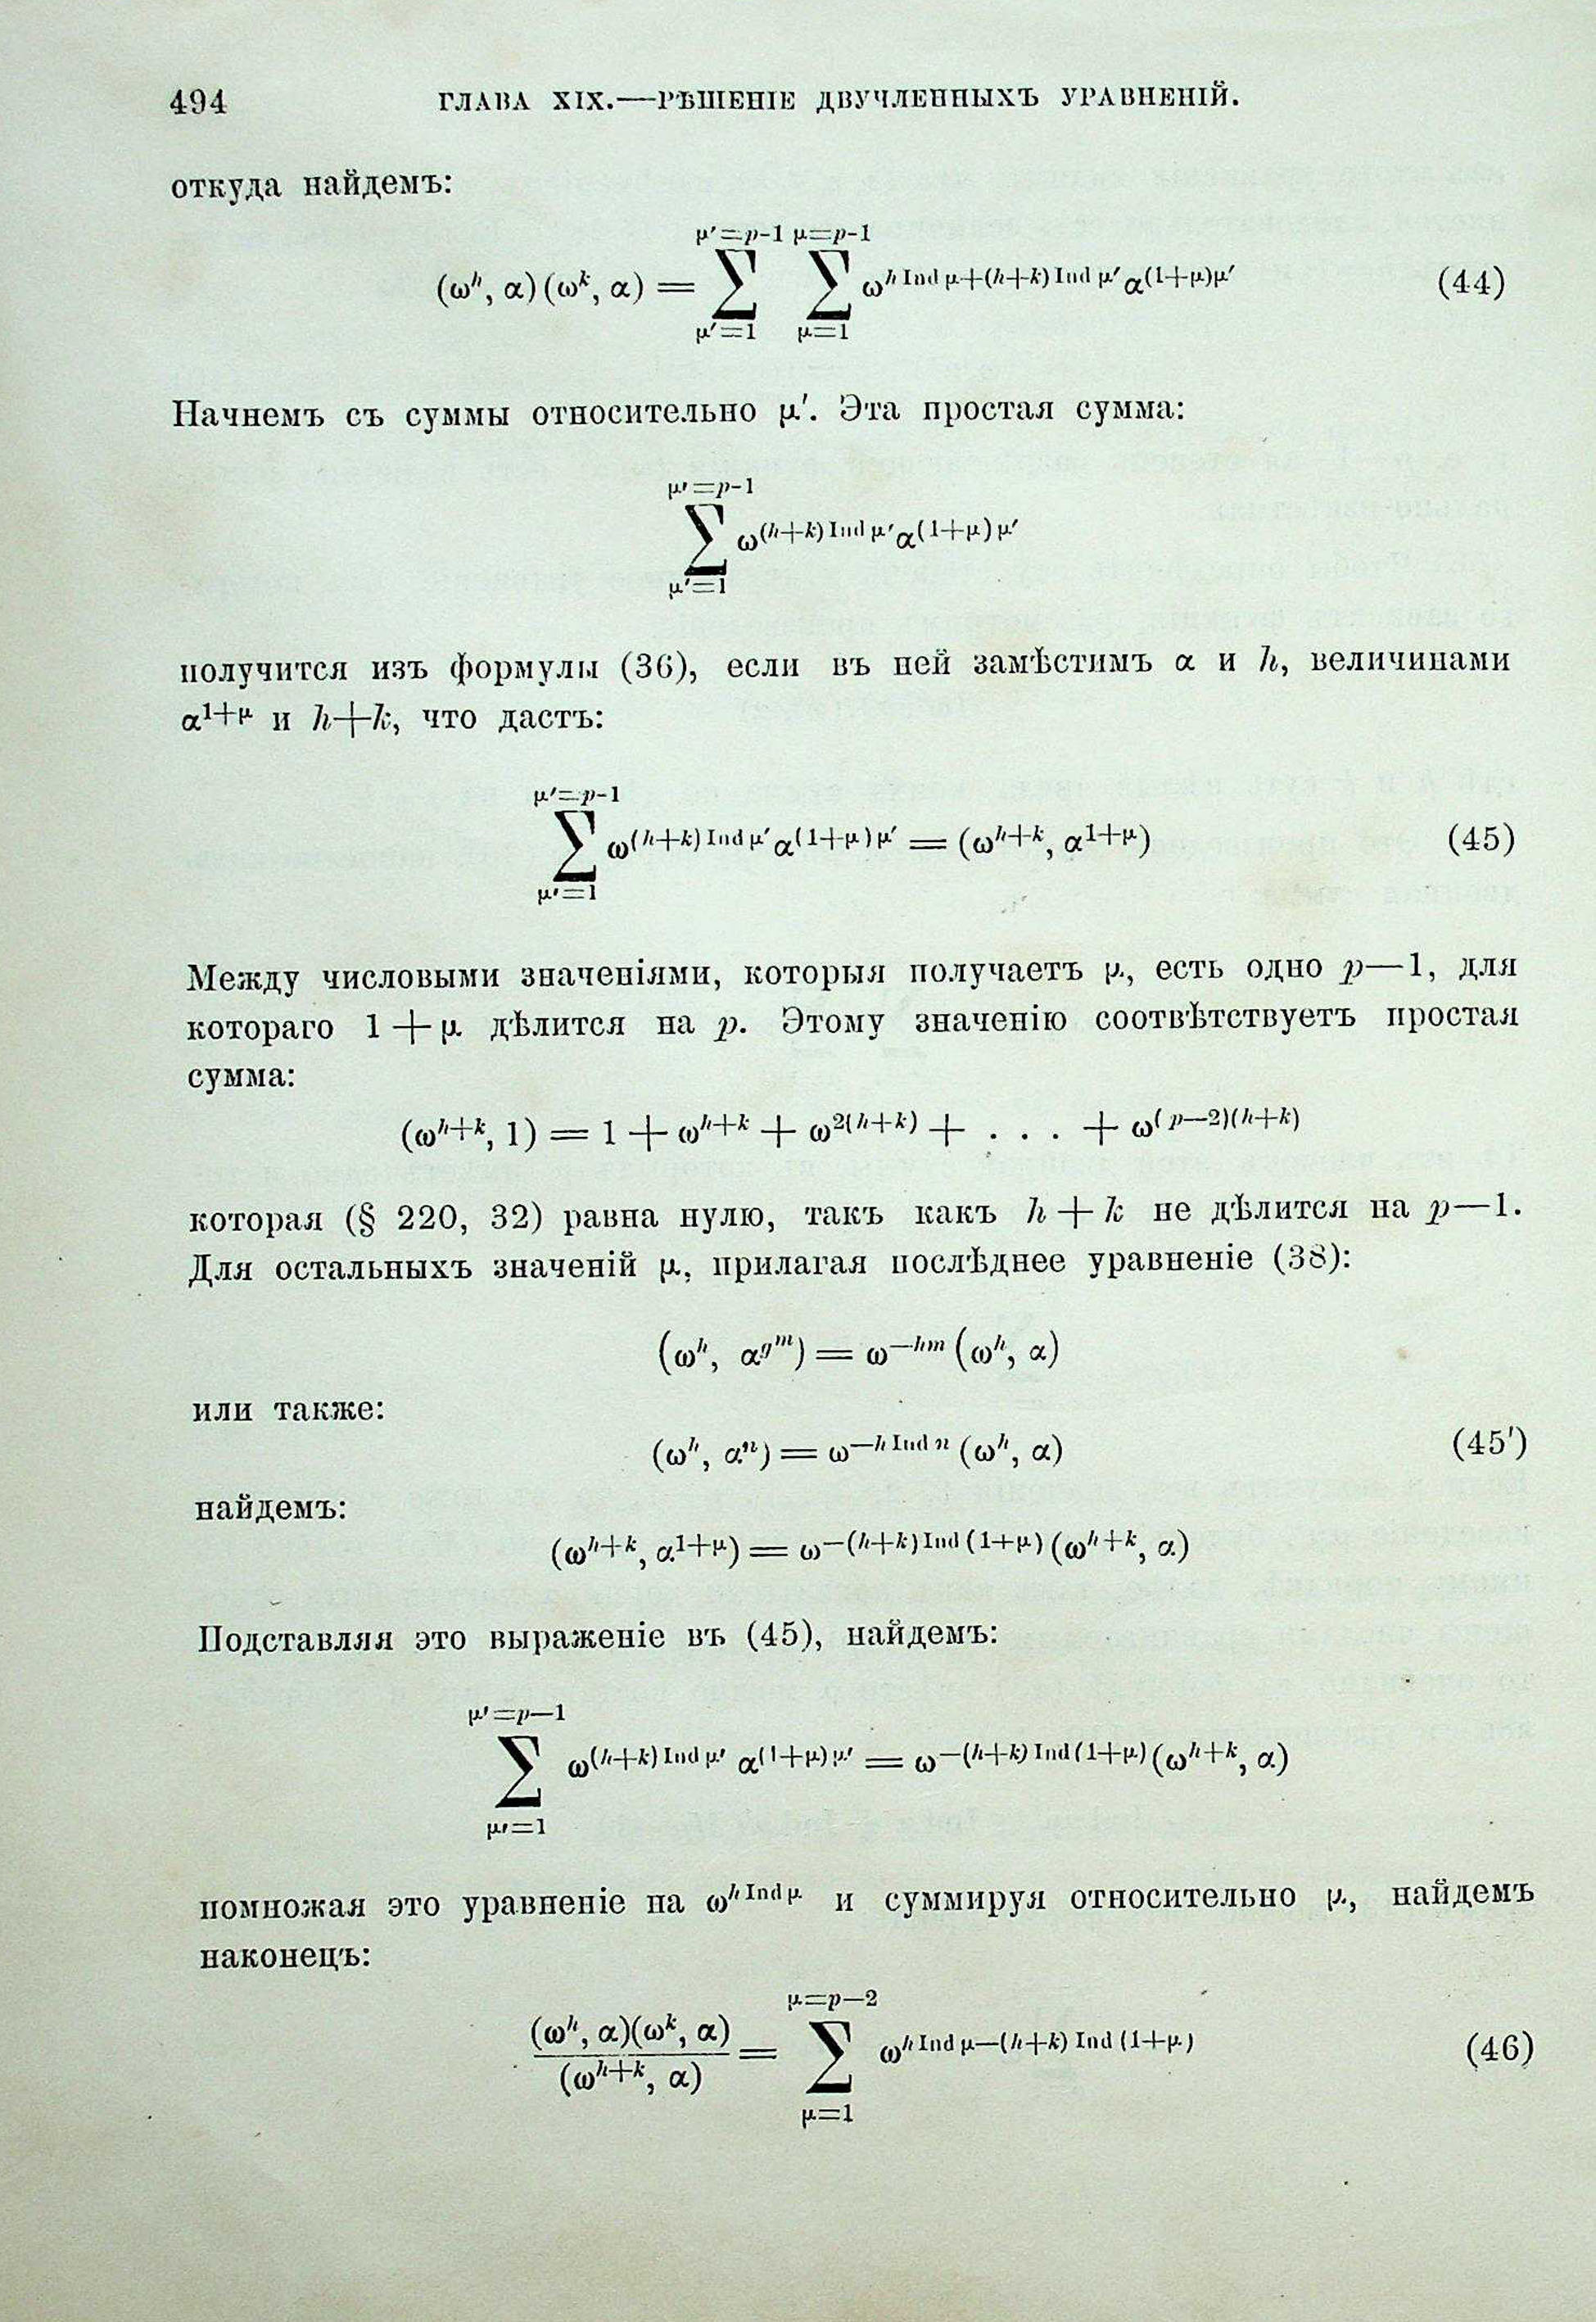 494 ГЛАВА XIX.—РѢШЕНІЕ ДВУЧЛЕННЫХЪ УРАВНЕНІЙ.
откуда найдемъ:
μ′=p-1 μ=p-1
(ω^h, α)(ω^k, α) = ∑ ∑ ω^{h Ind μ+(h+k) Ind μ′} α^{(1+μ)μ′} (44)
μ′=1 μ=1
Начнемъ съ суммы относительно μ′. Эта простая сумма:
μ′=p-1
∑ ω^{(h+k) Ind μ′} α^{(1+μ)μ′}
μ′=1
получится изъ формулы (36), если въ ней замѣстимъ α и h, величинами
α^{1+μ} и h+k, что дастъ:
μ′=p-1
∑ ω^{(h+k) Ind μ′} α^{(1+μ)μ′} = (ω^{h+k}, α^{1+μ}) (45)
μ′=1
Между числовыми значеніями, которыя получаетъ μ, есть одно p—1, для
котораго 1 + μ дѣлится на p. Этому значенію соотвѣтствуетъ простая
сумма:
(ω^{h+k}, 1) = 1 + ω^{h+k} + ω^{2(h+k)} + . . . + ω^{(p—2)(h+k)}
которая (§ 220, 32) равна нулю, такъ какъ h + k не дѣлится на p—1.
Для остальныхъ значеній μ, прилагая послѣднее уравненіе (38):
(ω^h, α^{g^m}) = ω^{—hm} (ω^h, α)
или также:
(ω^h, α^n) = ω^{—h Ind n} (ω^h, α) (45′)
найдемъ:
(ω^{h+k}, α^{1+μ}) = ω^{—(h+k) Ind (1+μ)} (ω^{h+k}, α)
Подставляя это выраженіе въ (45), найдемъ:
μ′=p—1
∑ ω^{(h+k) Ind μ′} α^{(1+μ)μ′} = ω^{—(h+k) Ind (1+μ)} (ω^{h+k}, α)
μ′=1
помножая это уравненіе на ω^{h Ind μ} и суммируя относительно μ, найдемъ
наконецъ:
μ=p—2
(ω^h, α)(ω^k, α) / (ω^{h+k}, α) = ∑ ω^{h Ind μ—(h+k) Ind (1+μ)} (46)
μ=1